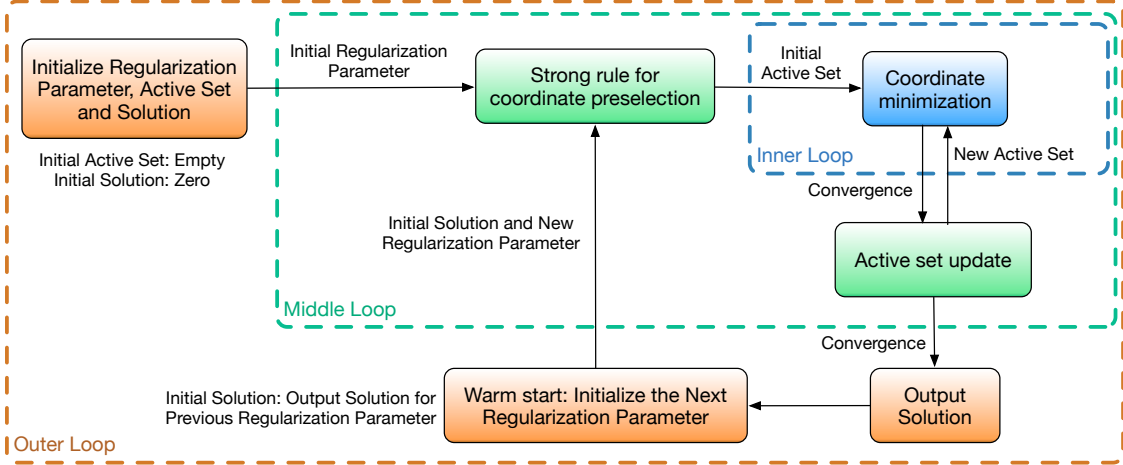 Initialize Regularization
Parameter, Active Set
and Solution
Initial Active Set: Empty
Initial Solution: Zero
Initial Regularization
Parameter
Strong rule for
coordinate preselection
Initial
Active Set
Coordinate
minimization
Inner Loop
New Active Set
Convergence
Active set update
Initial Solution and New
Regularization Parameter
Middle Loop
Convergence
Output
Solution
Warm start: Initialize the Next
Regularization Parameter
Initial Solution: Output Solution for
Previous Regularization Parameter
Outer Loop